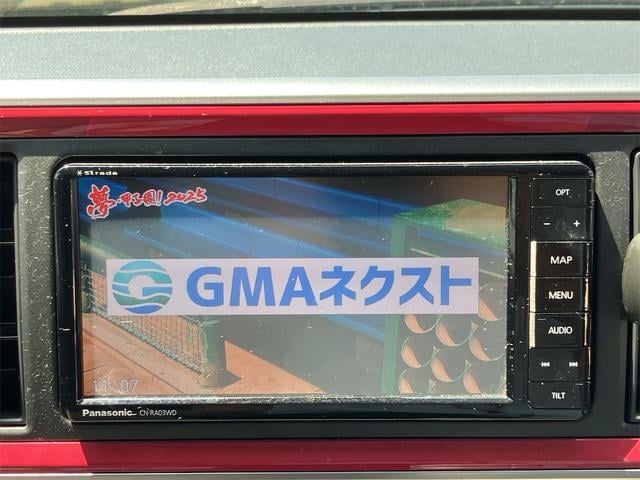 Strada
夢・甲子園！2025
GMAネクスト
11:07
Panasonic CN-RA03WD
OPT
− +
MAP
MENU
AUDIO
TILT